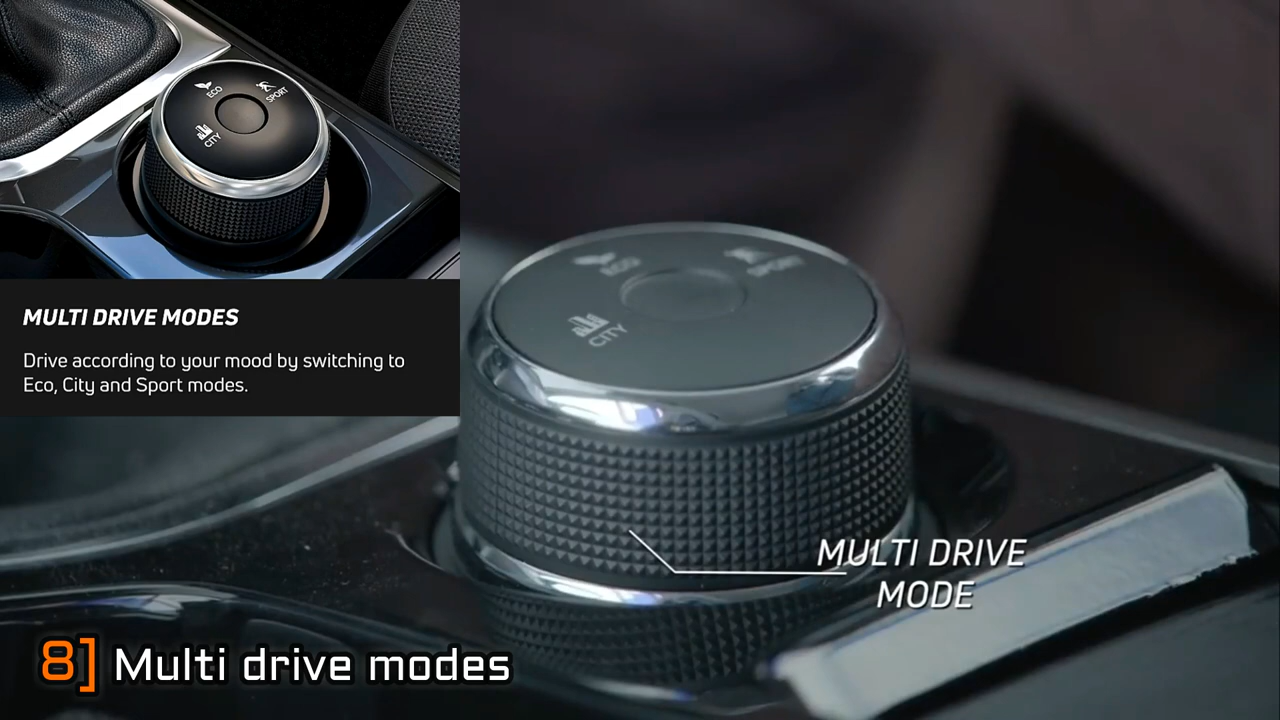 ECO
SPORT
CITY
MULTI DRIVE MODES
Drive according to your mood by switching to
Eco, City and Sport modes.
ECO
SPORT
CITY
MULTI DRIVE
MODE
8] Multi drive modes